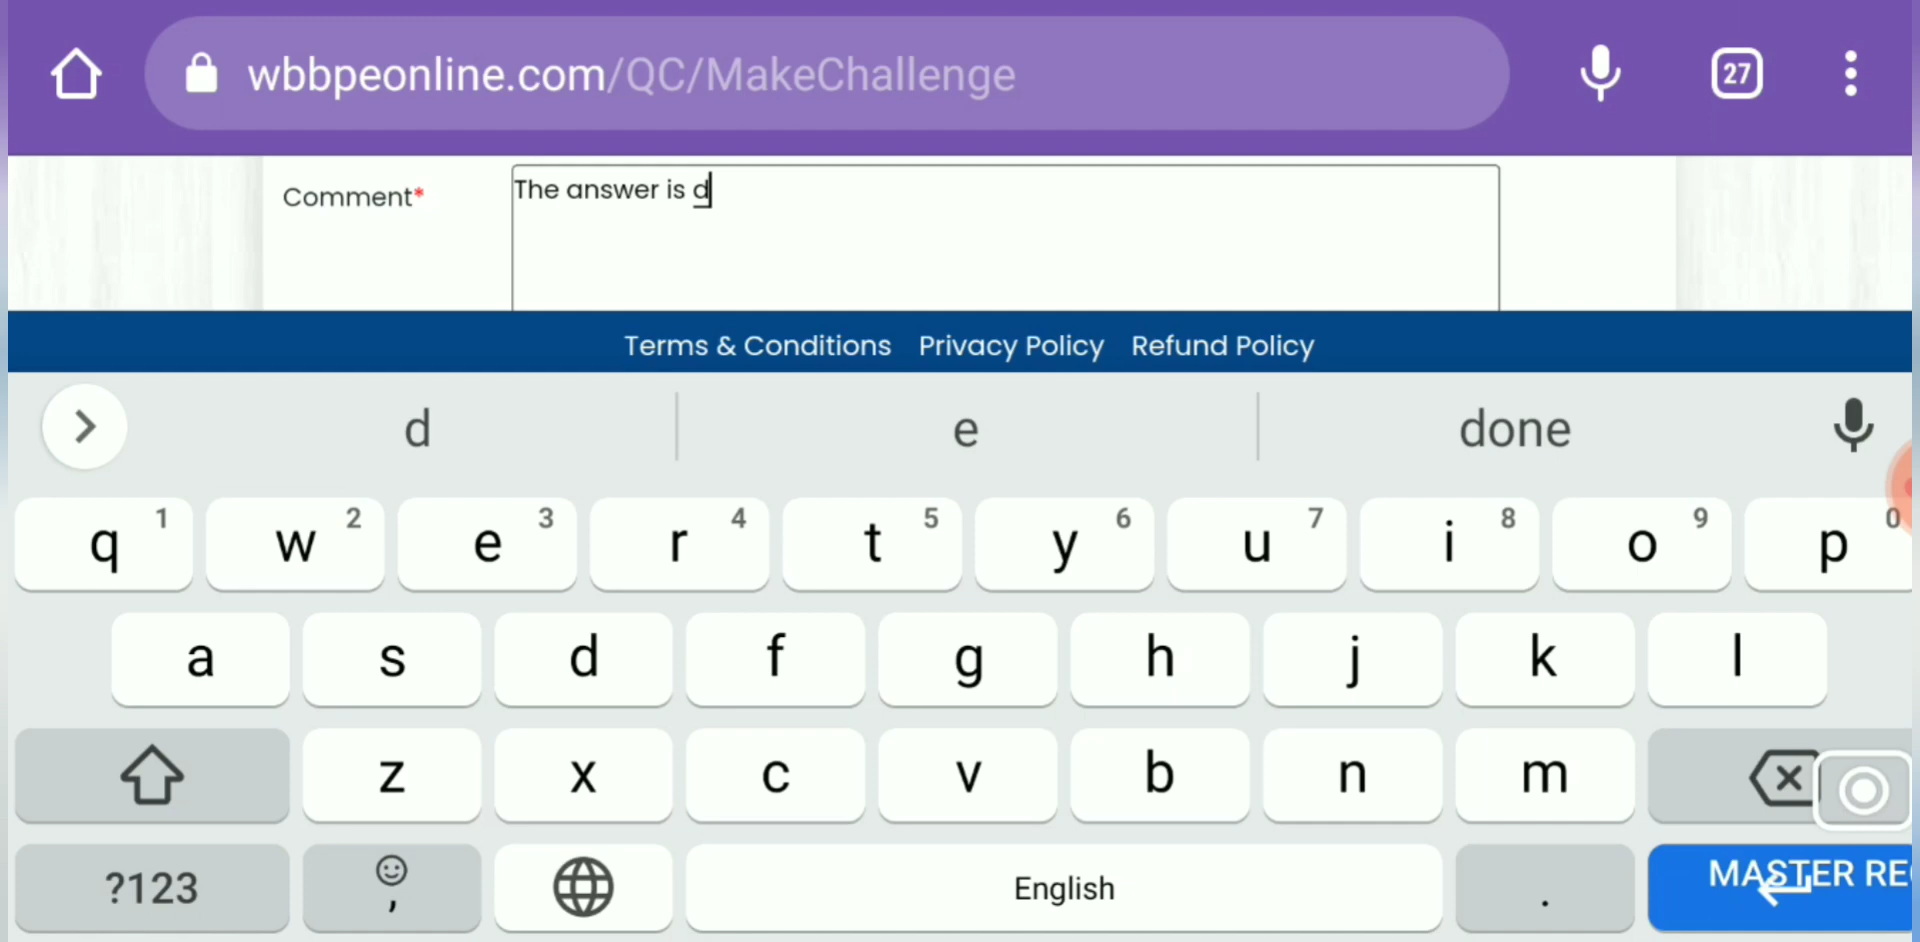 wbbpeonline.com/QC/MakeChallenge
27
Comment*
The answer is d
Terms & Conditions Privacy Policy Refund Policy
d e done
q 1 w 2 e 3 r 4 t 5 y 6 u 7 i 8 o 9 p 0
a s d f g h j k l
z x c v b n m
?123 , English .
MASTER RE